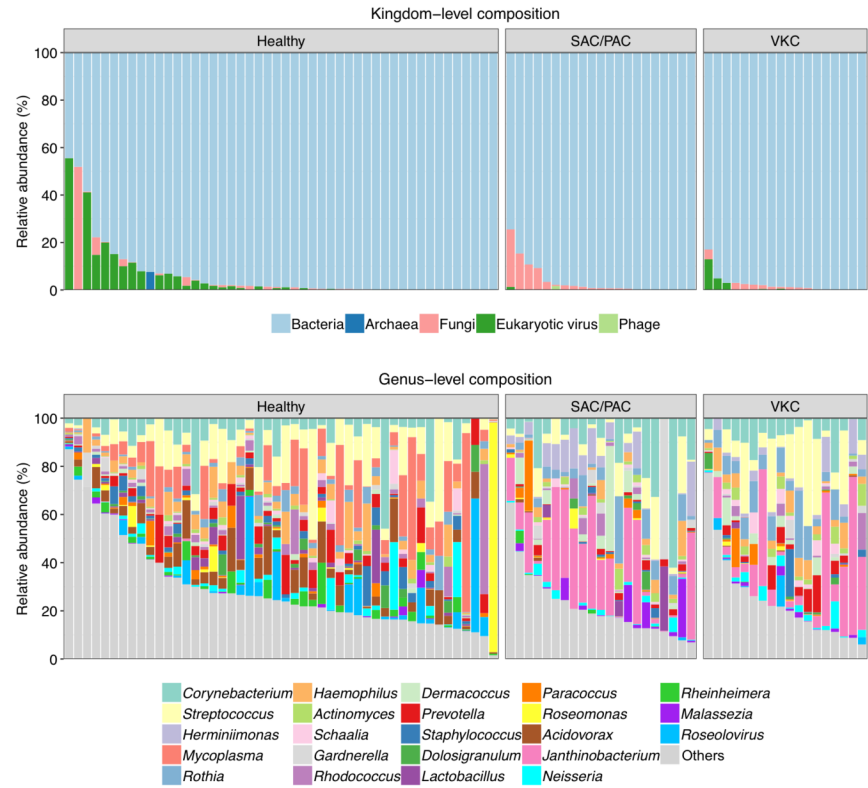 Kingdom−level composition
Healthy SAC/PAC VKC
Relative abundance (%)
100
80
60
40
20
0
Bacteria Archaea Fungi Eukaryotic virus Phage
Genus−level composition
Healthy SAC/PAC VKC
Relative abundance (%)
100
80
60
40
20
0
Corynebacterium Haemophilus Dermacoccus Paracoccus Rheinheimera
Streptococcus Actinomyces Prevotella Roseomonas Malassezia
Herminiimonas Schaalia Staphylococcus Acidovorax Roseolovirus
Mycoplasma Gardnerella Dolosigranulum Janthinobacterium Others
Rothia Rhodococcus Lactobacillus Neisseria